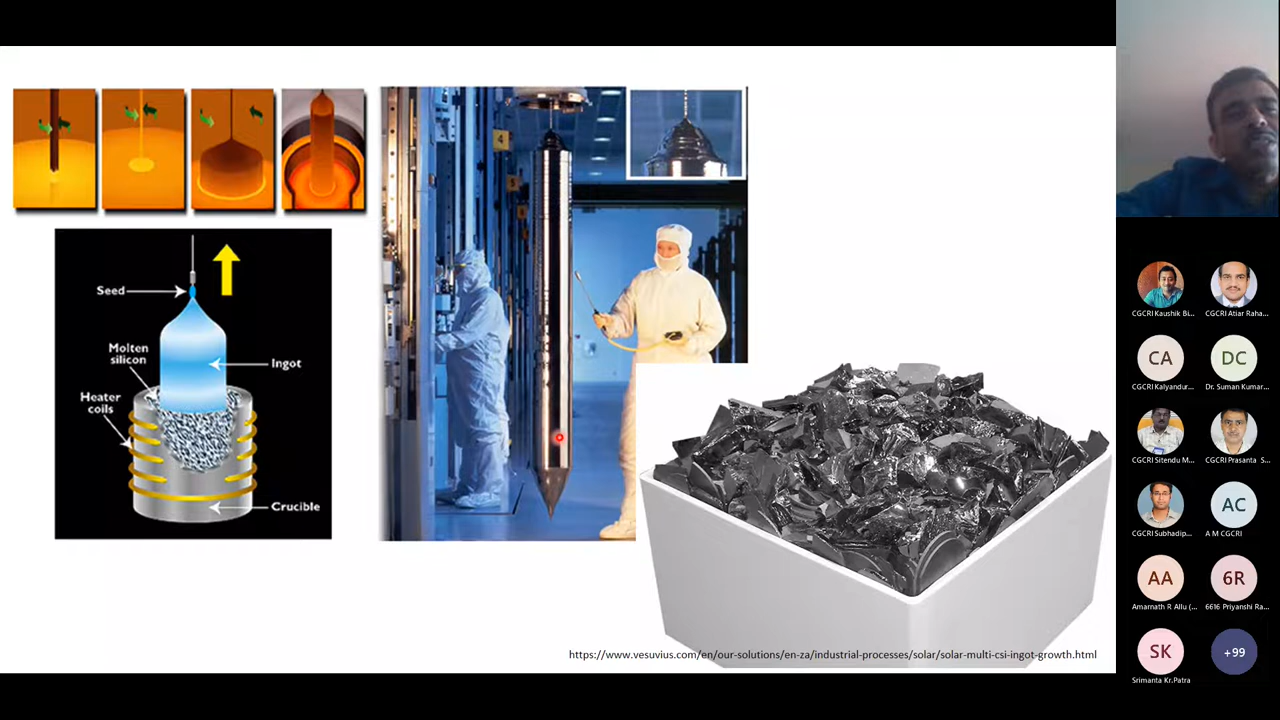 4
Seed
Molten
silicon
Ingot
Heater
coils
Crucible
https://www.vesuvius.com/en/our-solutions/en-za/industrial-processes/solar/solar-multi-csi-ingot-growth.html
CGCRI Kaushik Bi...
CGCRI Atiar Raha...
CA
DC
CGCRI Kalyandur...
Dr. Suman Kumar...
CGCRI Sitendu M...
CGCRI Prasanta S...
AC
CGCRI Subhadip...
A M CGCRI
AA
6R
Amarnath R Allu (...
6616 Priyanshi Ra...
SK
+99
Srimanta Kr.Patra